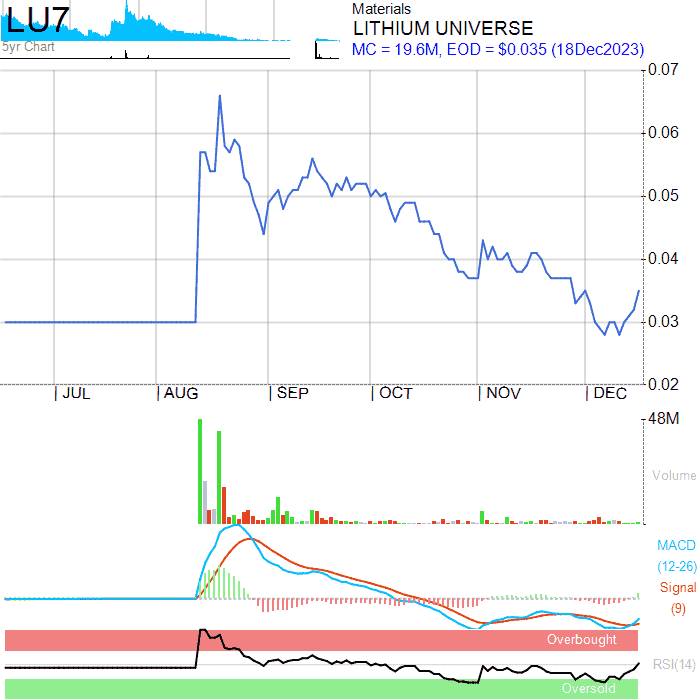 LU7
5yr Chart
Materials
LITHIUM UNIVERSE
MC = 19.6M, EOD = $0.035 (18Dec2023)
0.07
0.06
0.05
0.04
0.03
0.02
JUL AUG SEP OCT NOV DEC
48M
Volume
MACD
(12-26)
Signal
(9)
Overbought
RSI(14)
Oversold